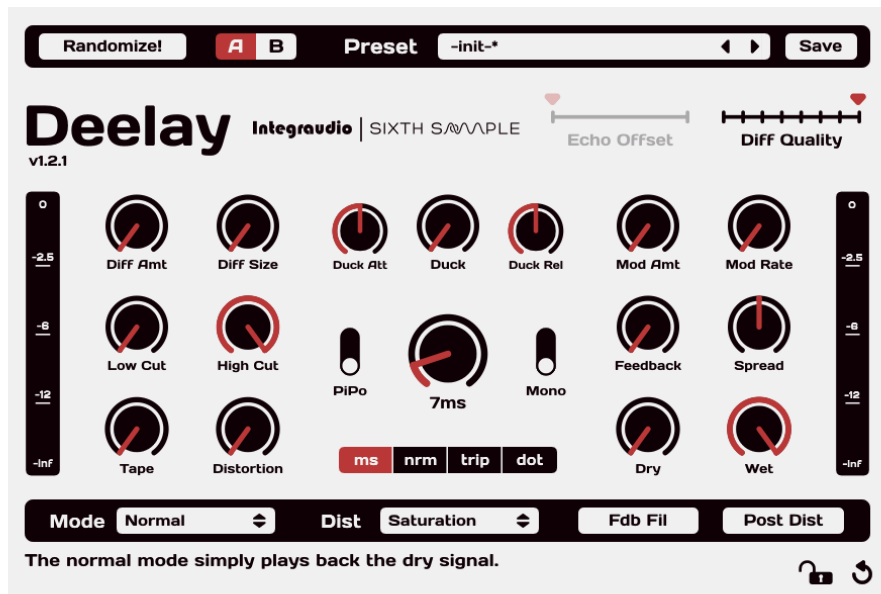 Randomize! A B Preset -init-* Save
Deelay Integraudio SIXTH SAMPLE
v1.2.1
Echo Offset Diff Quality
0 0
-2.5 -2.5
-6 -6
-12 -12
-Inf -Inf
Diff Amt Diff Size Duck Att Duck Duck Rel Mod Amt Mod Rate
Low Cut High Cut PiPo 7ms Mono Feedback Spread
Tape Distortion ms nrm trip dot Dry Wet
Mode Normal Dist Saturation Fdb Fil Post Dist
The normal mode simply plays back the dry signal.